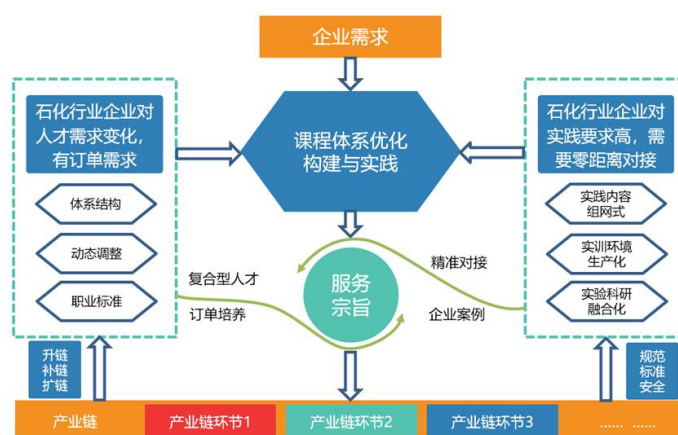 企业需求
石化行业企业对
人才需求变化，
有订单需求
体系结构
动态调整
职业标准
课程体系优化
构建与实践
石化行业企业对
实践要求高，需
要零距离对接
实践内容
组网式
实训环境
生产化
实验科研
融合化
复合型人才
订单培养
服务
宗旨
精准对接
企业案例
升链
补链
扩链
规范
标准
安全
产业链
产业链环节1
产业链环节2
产业链环节3
…… ……